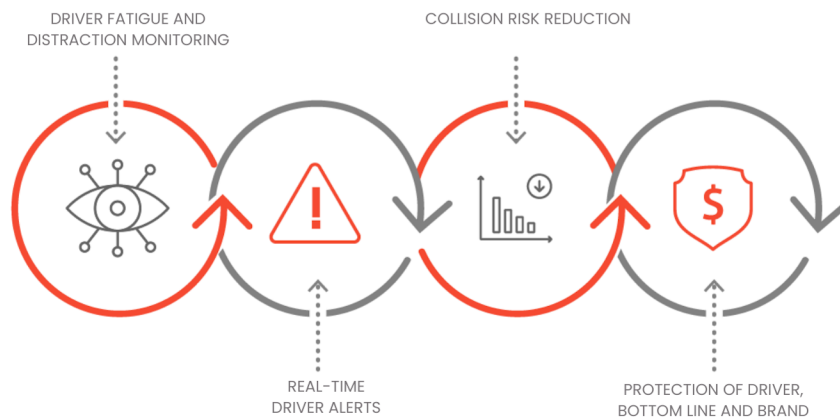 DRIVER FATIGUE AND
DISTRACTION MONITORING
COLLISION RISK REDUCTION
$
REAL-TIME
DRIVER ALERTS
PROTECTION OF DRIVER,
BOTTOM LINE AND BRAND